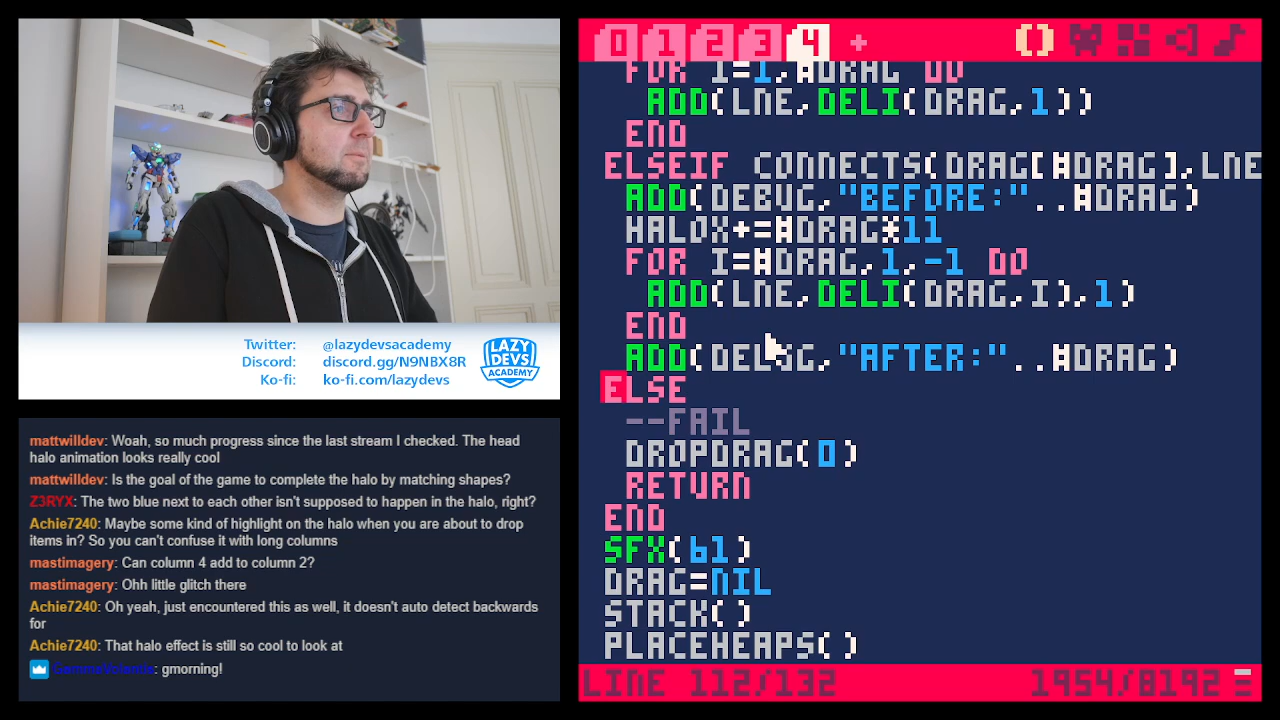 Twitter: @lazydevsacademy
Discord: discord.gg/N9NBX8R
Ko-fi: ko-fi.com/lazydevs
LAZY
DEVS
ACADEMY
mattwilldev: Woah, so much progress since the last stream I checked. The head
halo animation looks really cool
mattwilldev: Is the goal of the game to complete the halo by matching shapes?
Z3RYX: The two blue next to each other isn't supposed to happen in the halo, right?
Achie7240: Maybe some kind of highlight on the halo when you are about to drop
items in? So you can't confuse it with long columns
mastimagery: Can column 4 add to column 2?
mastimagery: Ohh little glitch there
Achie7240: Oh yeah, just encountered this as well, it doesn't auto detect backwards
for
Achie7240: That halo effect is still so cool to look at
: gmorning!
0 1 2 3 4 +
FOR I=1,#DRAG DO
ADD(LNE,DELI(DRAG,1))
END
ELSEIF CONNECTS(DRAG[#DRAG],LNE
ADD(DEBUG,"BEFORE:"..#DRAG)
HALOX+=#DRAG*11
FOR I=#DRAG,1,-1 DO
ADD(LNE,DELI(DRAG,I),1)
END
ADD(DEBUG,"AFTER:"..#DRAG)
ELSE
--FAIL
DROPDRAG(0)
RETURN
END
SFX(61)
DRAG=NIL
STACK()
PLACEHEAPS()
LINE 112/132 1954/8192